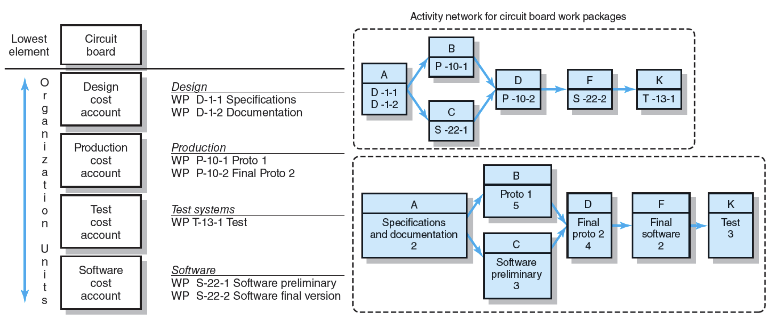 Activity network for circuit board work packages
Lowest
element
Circuit
board
Organization Units
Design
cost
account
Design
WP D-1-1 Specifications
WP D-1-2 Documentation
Production
cost
account
Production
WP P-10-1 Proto 1
WP P-10-2 Final Proto 2
Test
cost
account
Test systems
WP T-13-1 Test
Software
cost
account
Software
WP S-22-1 Software preliminary
WP S-22-2 Software final version
A
D -1-1
D -1-2
B
P -10-1
C
S -22-1
D
P -10-2
F
S -22-2
K
T -13-1
A
Specifications
and documentation
2
B
Proto 1
5
C
Software
preliminary
3
D
Final
proto 2
4
F
Final
software
2
K
Test
3